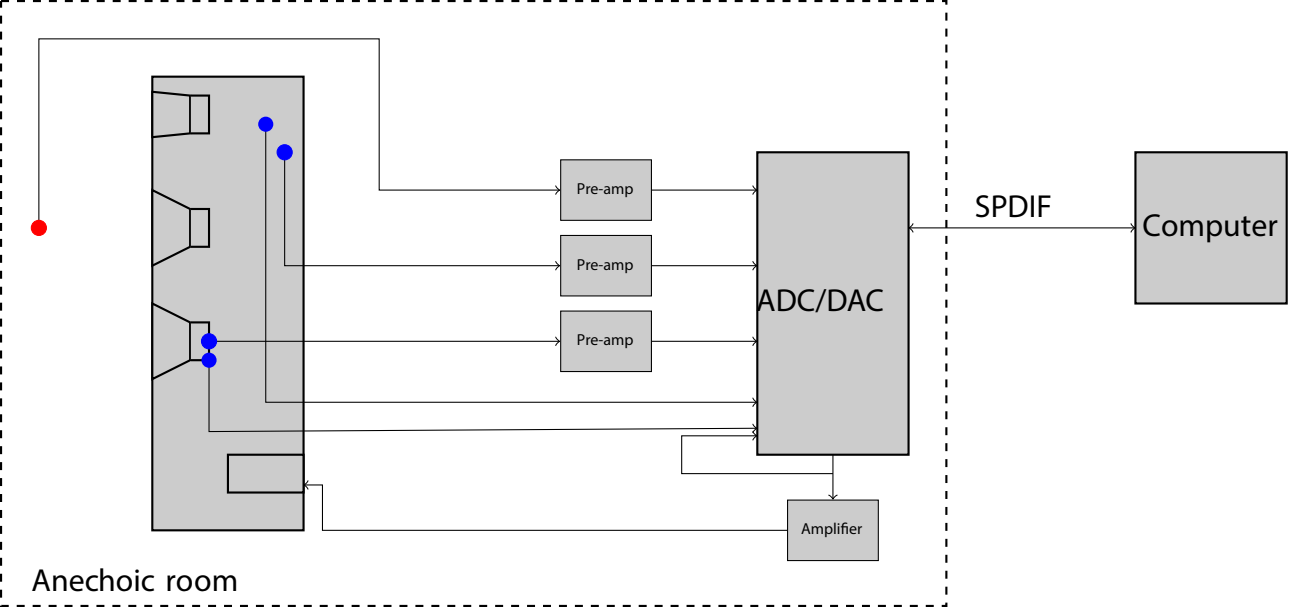 Pre-amp
SPDIF
Computer
Pre-amp
ADC/DAC
Pre-amp
Amplifier
Anechoic room